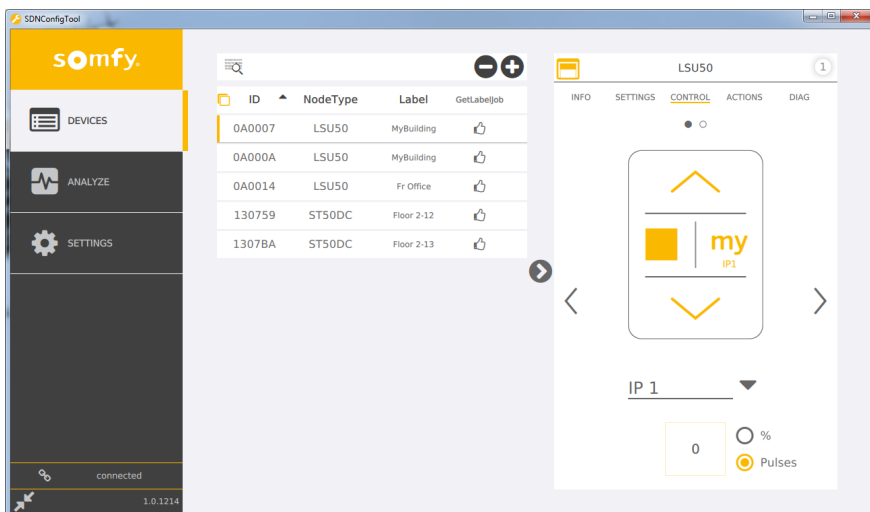 SDNConfigTool
somfy.
DEVICES
ANALYZE
SETTINGS
connected
1.0.1214
ID NodeType Label GetLabelJob
0A0007 LSU50 MyBuilding
0A000A LSU50 MyBuilding
0A0014 LSU50 Fr Office
130759 ST50DC Floor 2-12
1307BA ST50DC Floor 2-13
LSU50 1
INFO SETTINGS CONTROL ACTIONS DIAG
my
IP1
IP 1
0
%
Pulses